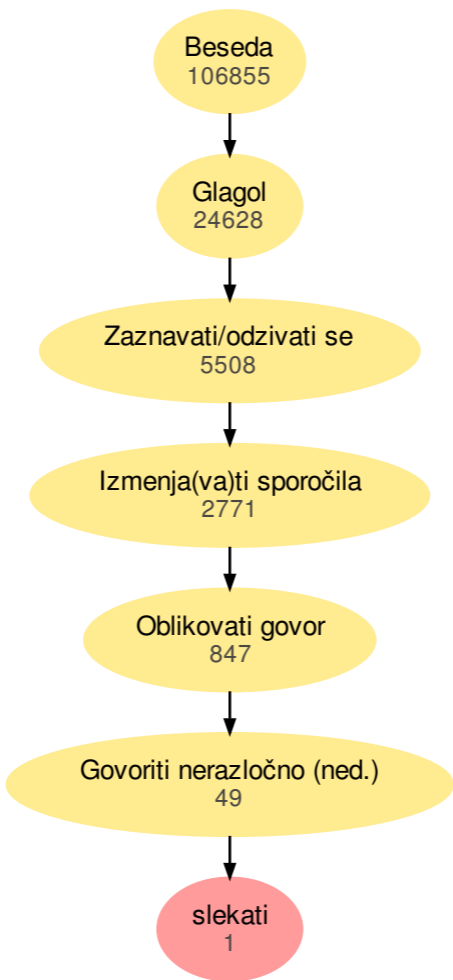 Beseda
106855
Glagol
24628
Zaznavati/odzivati se
5508
Izmenja(va)ti sporočila
2771
Oblikovati govor
847
Govoriti nerazločno (ned.)
49
slekati
1